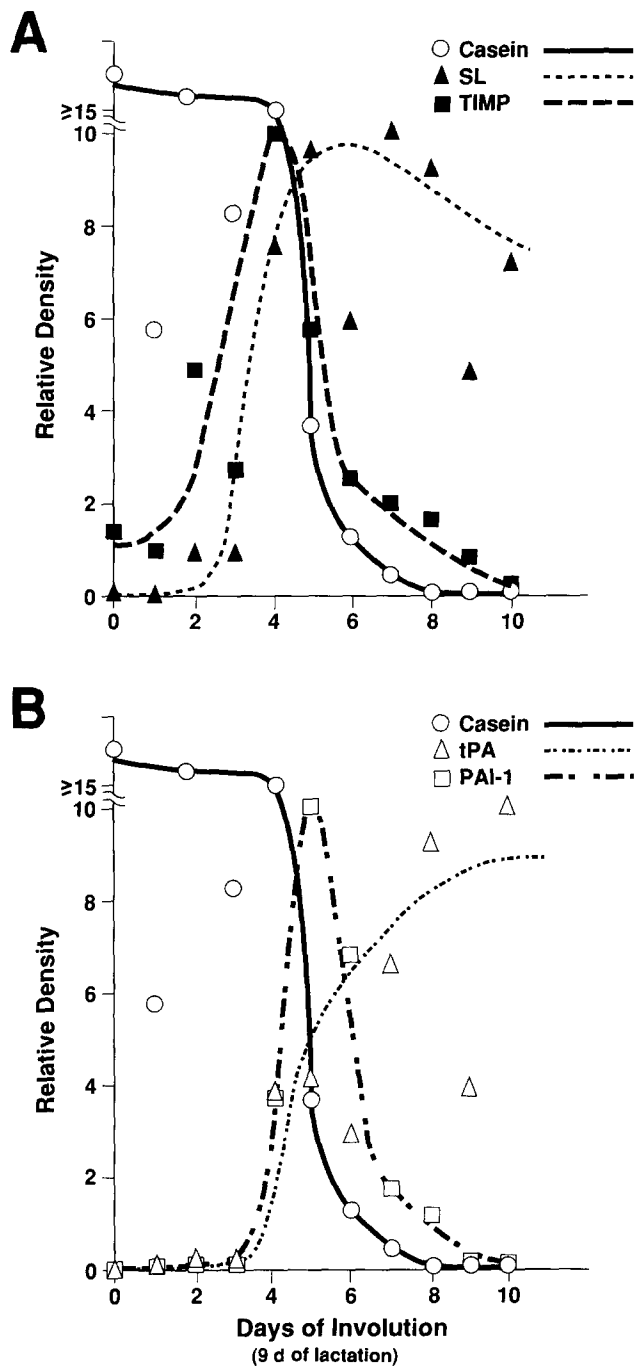 A
Casein
SL
TIMP
≥15
10
8
6
4
2
0
Relative Density
0 2 4 6 8 10
B
Casein
tPA
PAI-1
≥15
10
8
6
4
2
0
Relative Density
0 2 4 6 8 10
Days of Involution
(9 d of lactation)